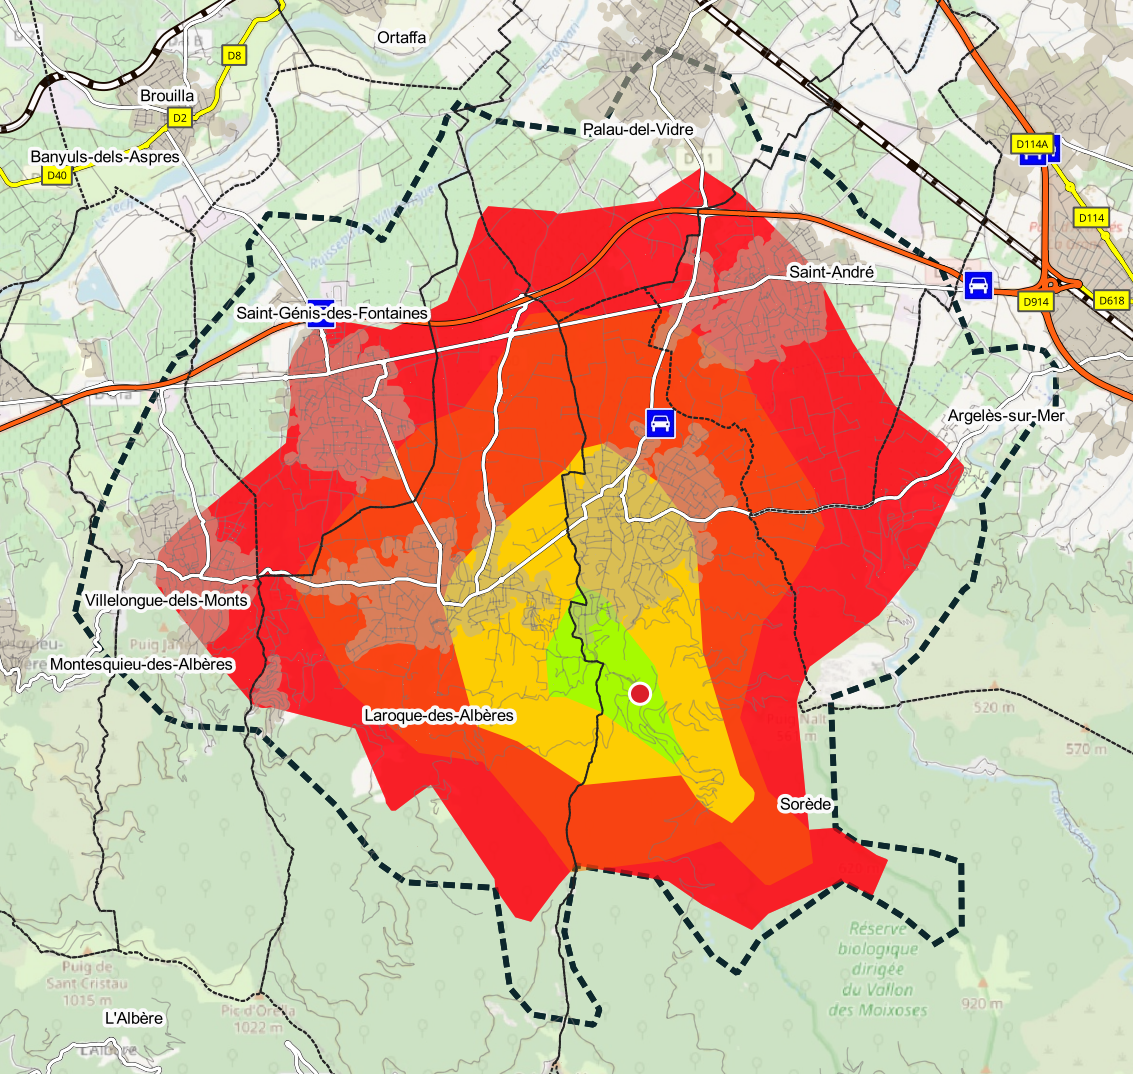 Ortaffa
D8
Brouilla
D2
Palau-del-Vidre
D114A
Banyuls-dels-Aspres
D40
D114
Saint-André
D914
D618
Saint-Génis-des-Fontaines
Argelès-sur-Mer
Villelongue-dels-Monts
Montesquieu-des-Albères
Laroque-des-Albères
520 m
570 m
Sorède
Réserve
biologique
dirigée
du Vallon
des Moixoses
Puig de
Sant Cristau
1015 m
Pic d'Orella
1022 m
920 m
L'Albère